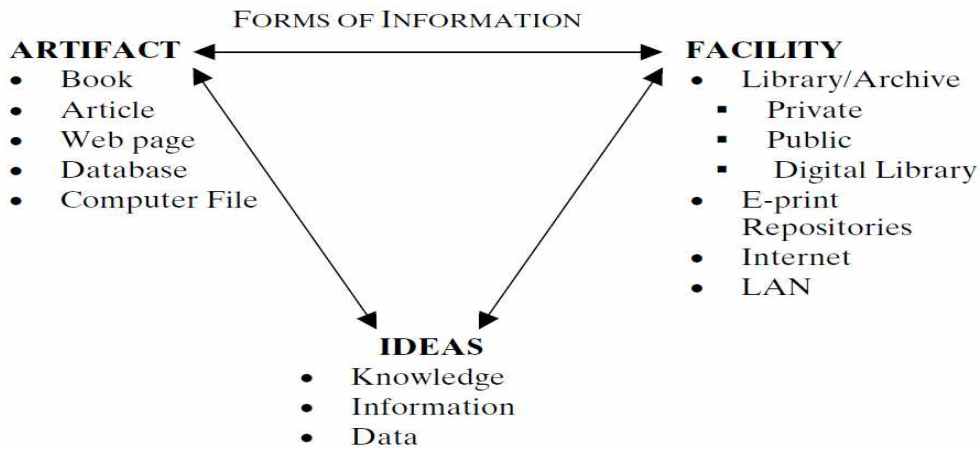 FORMS OF INFORMATION
ARTIFACT
• Book
• Article
• Web page
• Database
• Computer File
FACILITY
• Library/Archive
▪ Private
▪ Public
▪ Digital Library
• E-print
Repositories
• Internet
• LAN
IDEAS
• Knowledge
• Information
• Data